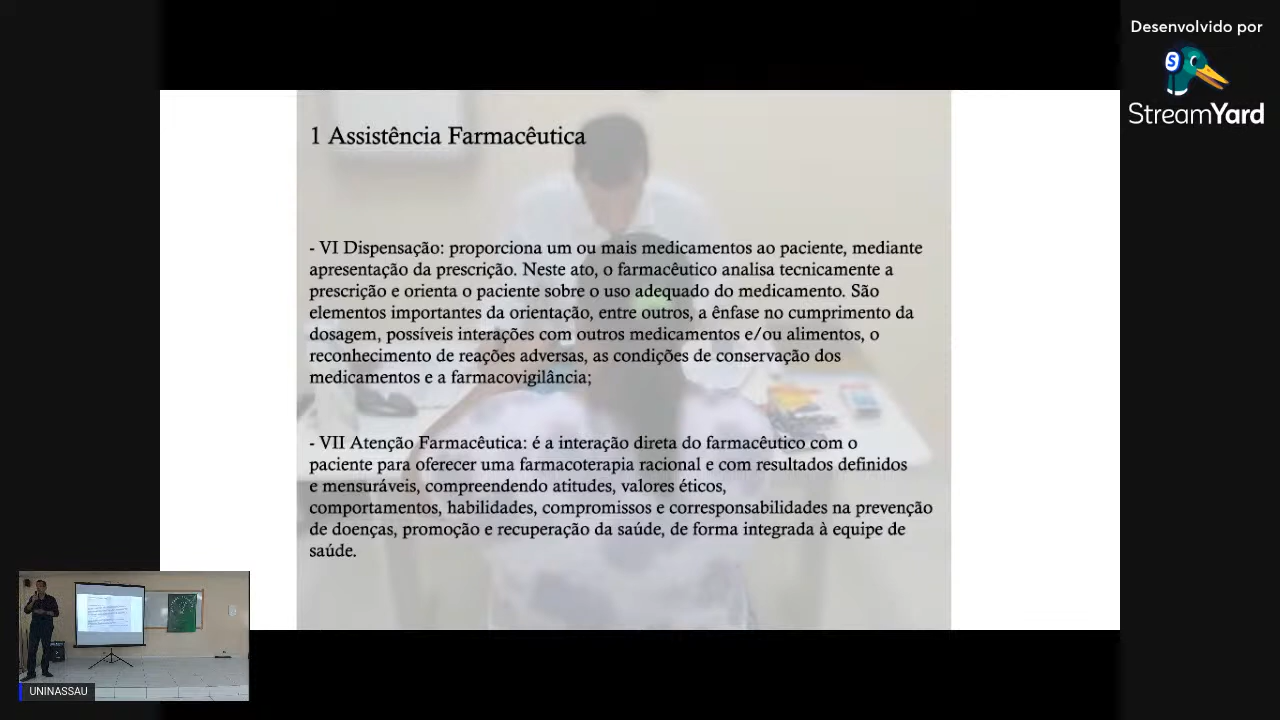 Desenvolvido por
StreamYard
1 Assistência Farmacêutica
- VI Dispensação: proporciona um ou mais medicamentos ao paciente, mediante
apresentação da prescrição. Neste ato, o farmacêutico analisa tecnicamente a
prescrição e orienta o paciente sobre o uso adequado do medicamento. São
elementos importantes da orientação, entre outros, a ênfase no cumprimento da
dosagem, possíveis interações com outros medicamentos e/ou alimentos, o
reconhecimento de reações adversas, as condições de conservação dos
medicamentos e a farmacovigilância;
- VII Atenção Farmacêutica: é a interação direta do farmacêutico com o
paciente para oferecer uma farmacoterapia racional e com resultados definidos
e mensuráveis, compreendendo atitudes, valores éticos,
comportamentos, habilidades, compromissos e corresponsabilidades na prevenção
de doenças, promoção e recuperação da saúde, de forma integrada à equipe de
saúde.
UNINASSAU